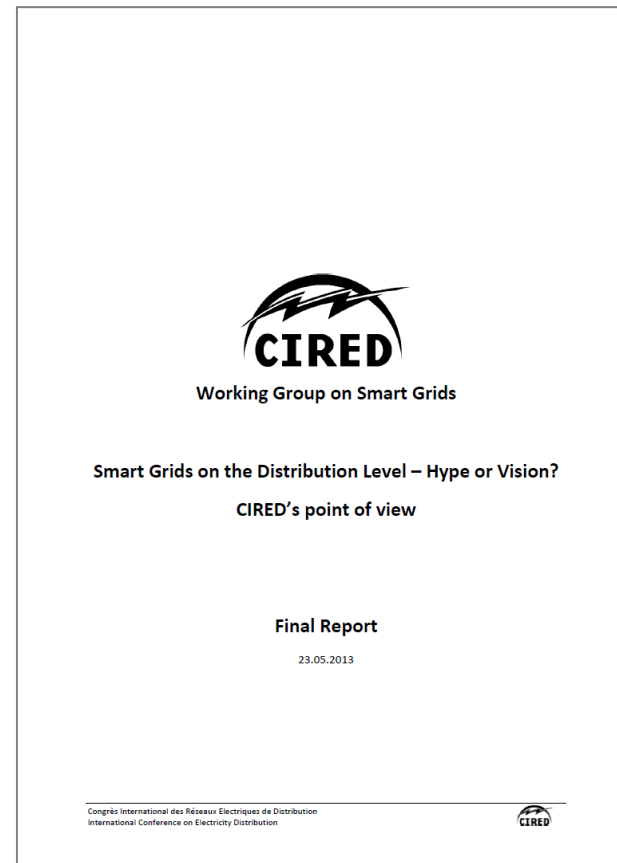 CIRED
Working Group on Smart Grids
Smart Grids on the Distribution Level – Hype or Vision?
CIRED's point of view
Final Report
23.05.2013
Congrès International des Réseaux Electriques de Distribution
International Conference on Electricity Distribution
CIRED